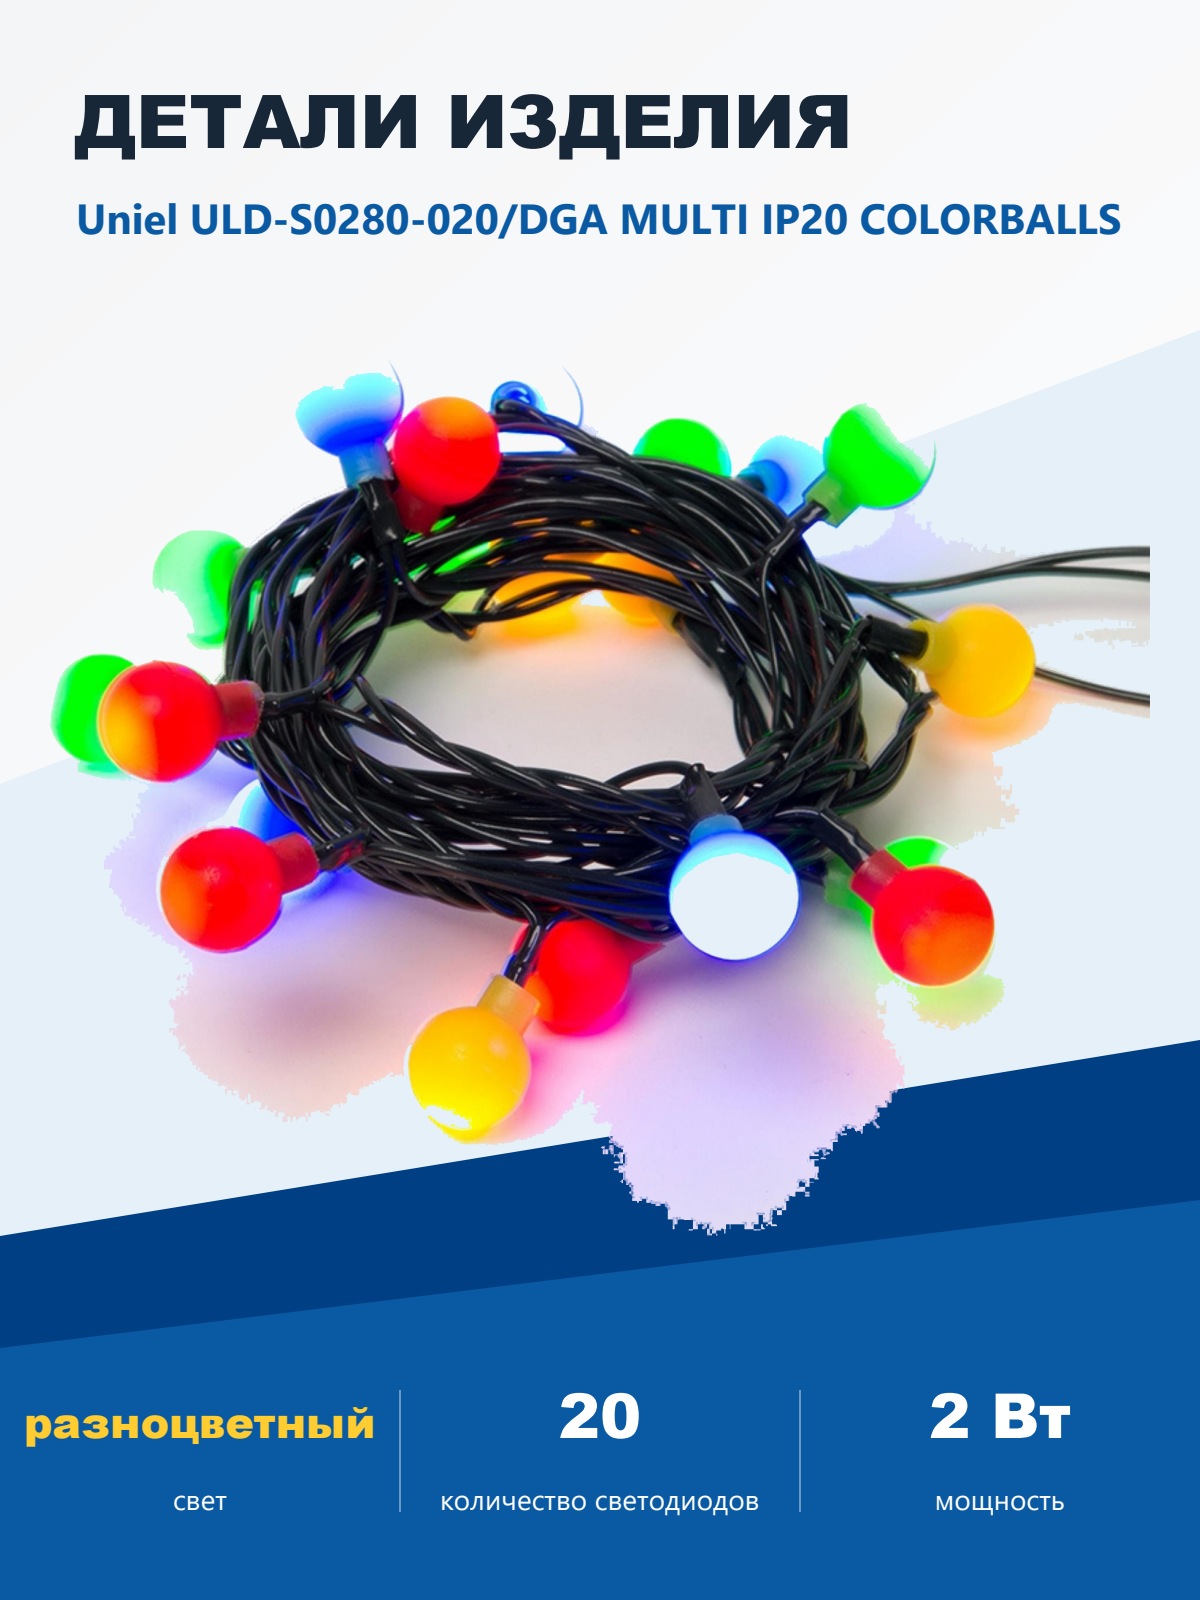 ДЕТАЛИ ИЗДЕЛИЯ
Uniel ULD-S0280-020/DGA MULTI IP20 COLORBALLS
разноцветный
свет
20
количество светодиодов
2 Вт
мощность